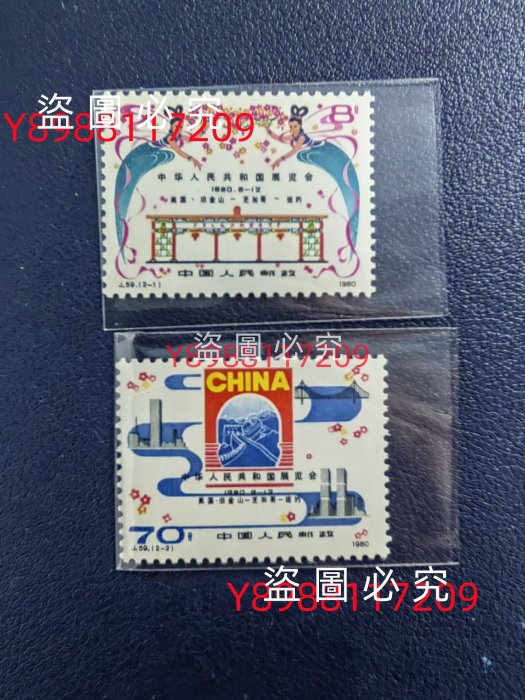 盜圖必究
Y8988117209
8分
中华人民共和国展览会
1980.9-12
美国·旧金山-芝加哥-纽约
中国人民邮政
J.59.(2-1)
1980
盜圖必究
Y8988117209
CHINA
中华人民共和国展览会
1980.9-12
美国·旧金山-芝加哥-纽约
70分
中国人民邮政
J.59.(2-2)
1980
盜圖必究
Y8988117209